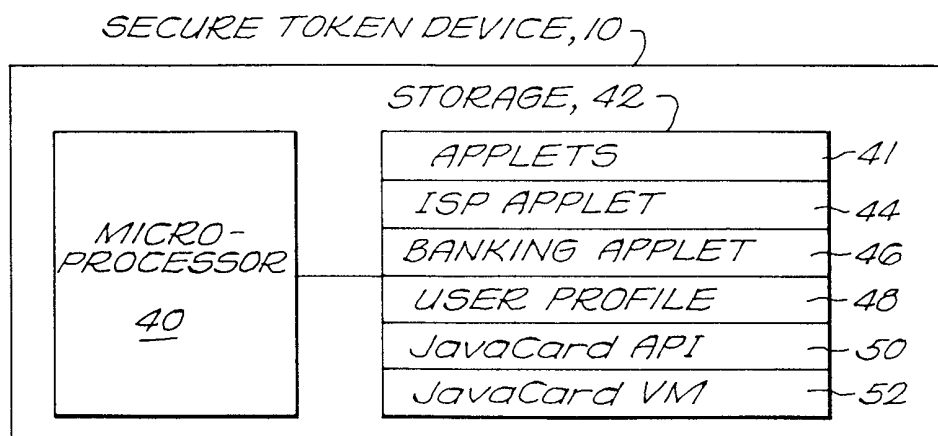 SECURE TOKEN DEVICE, 10
STORAGE, 42
MICRO-
PROCESSOR
40
APPLETS 41
ISP APPLET 44
BANKING APPLET 46
USER PROFILE 48
JavaCard API 50
JavaCard VM 52